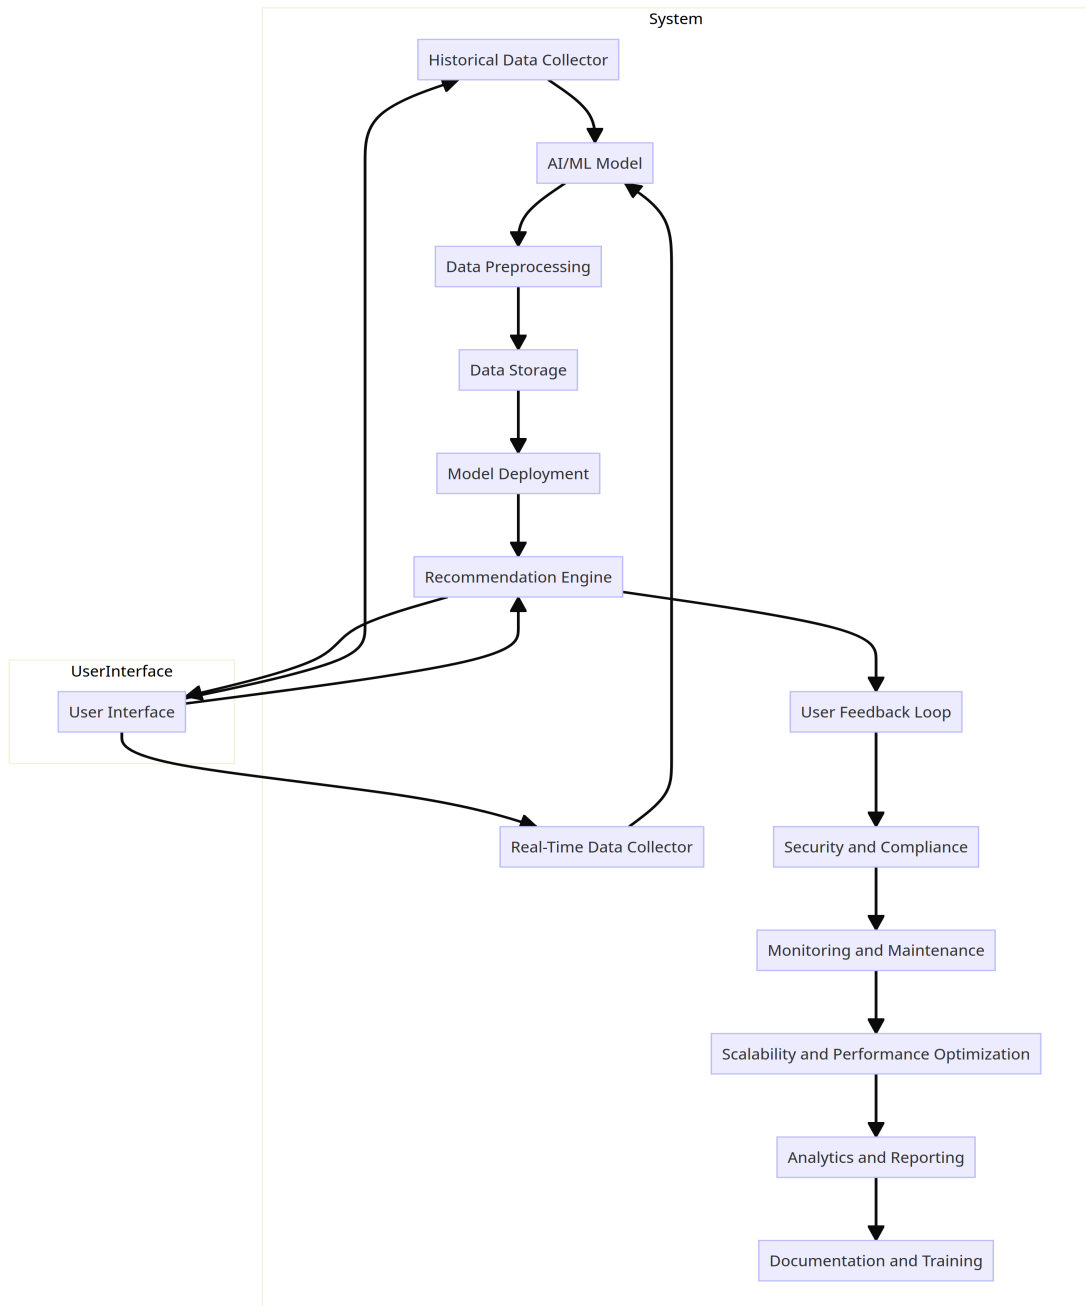 System
Historical Data Collector
AI/ML Model
Data Preprocessing
Data Storage
Model Deployment
Recommendation Engine
UserInterface
User Interface
User Feedback Loop
Real-Time Data Collector
Security and Compliance
Monitoring and Maintenance
Scalability and Performance Optimization
Analytics and Reporting
Documentation and Training